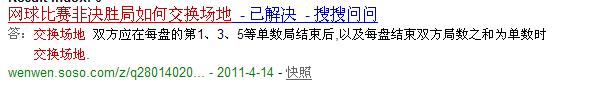 网球比赛非决胜局如何交换场地 - 已解决 - 搜搜问问
答: 交换场地 双方应在每盘的第1、3、5等单数局结束后,以及每盘结束双方局数之和为单数时
交换场地.
wenwen.soso.com/z/q28014020... - 2011-4-14 - 快照